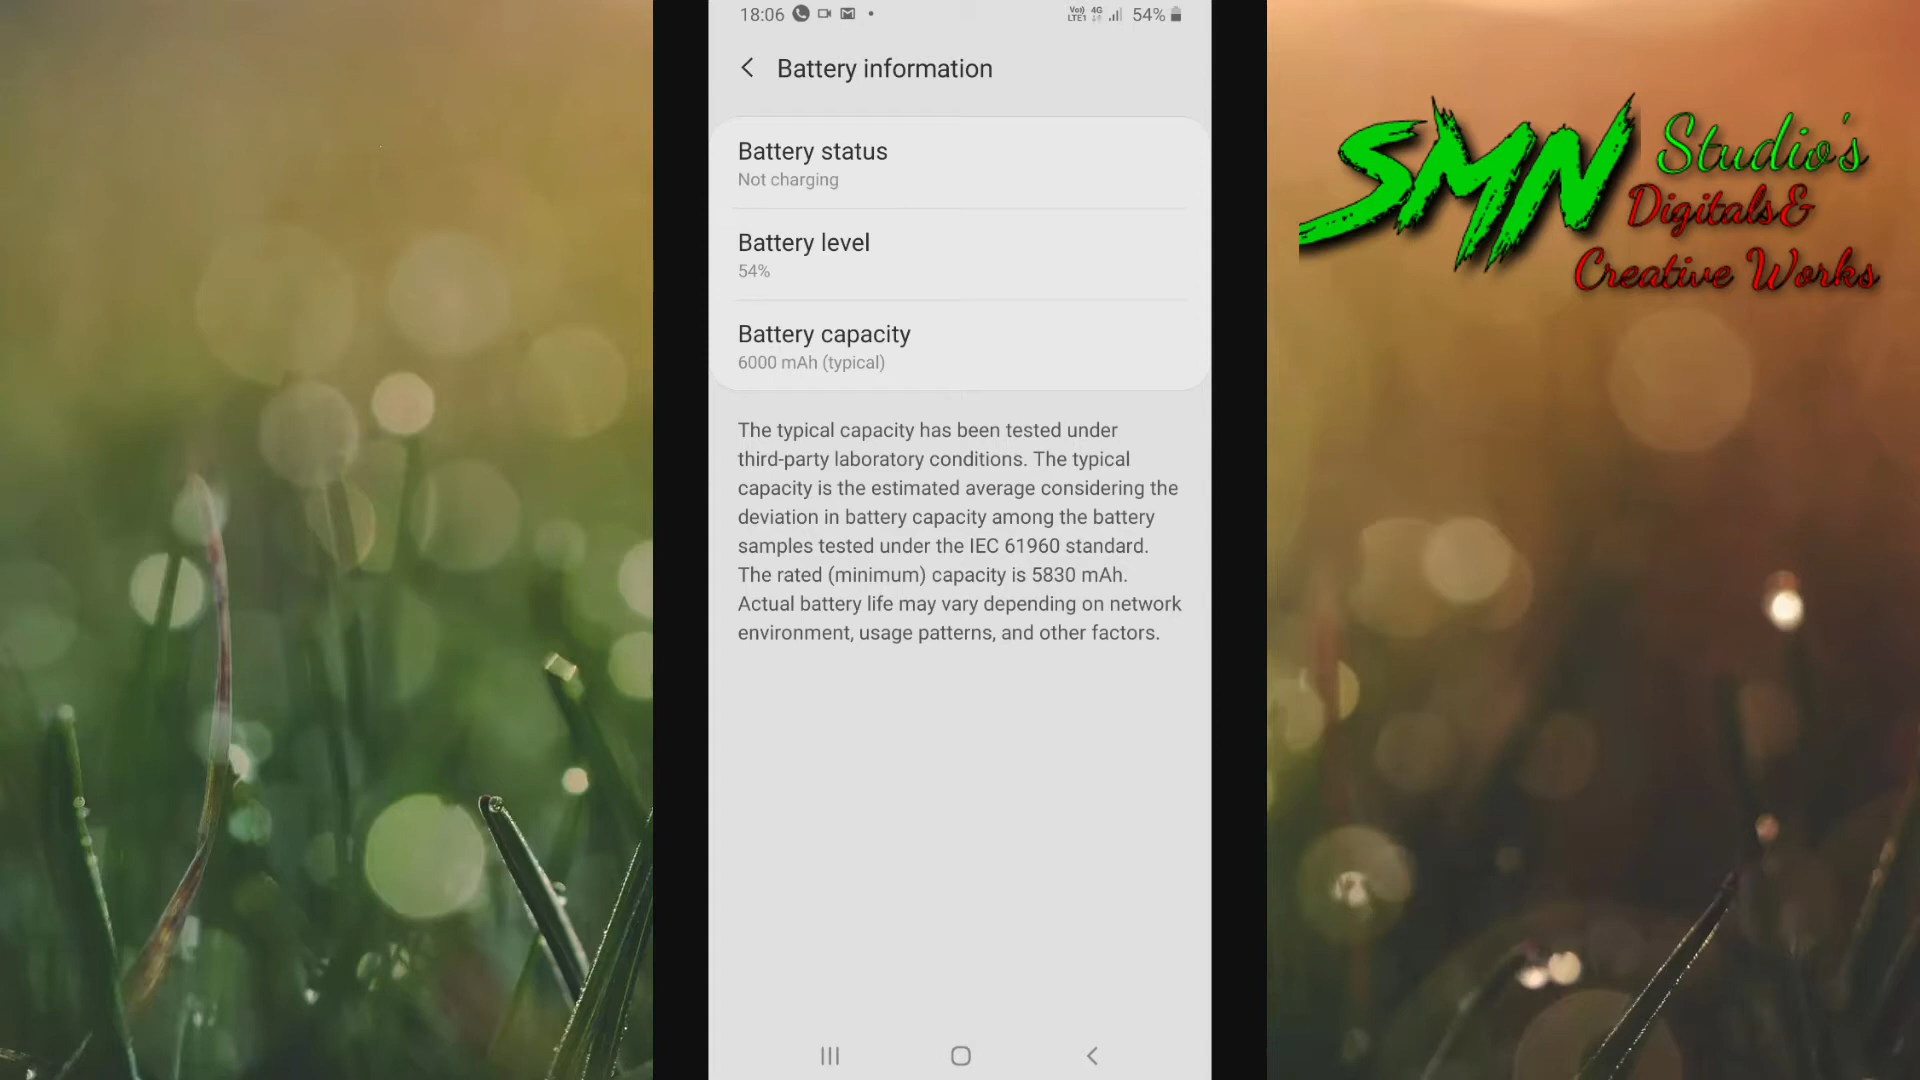 18:06
Vo)) 4G
LTE1
54%
Battery information
Battery status
Not charging
Battery level
54%
Battery capacity
6000 mAh (typical)
The typical capacity has been tested under
third-party laboratory conditions. The typical
capacity is the estimated average considering the
deviation in battery capacity among the battery
samples tested under the IEC 61960 standard.
The rated (minimum) capacity is 5830 mAh.
Actual battery life may vary depending on network
environment, usage patterns, and other factors.
SMN Studio's
Digitals&
Creative Works